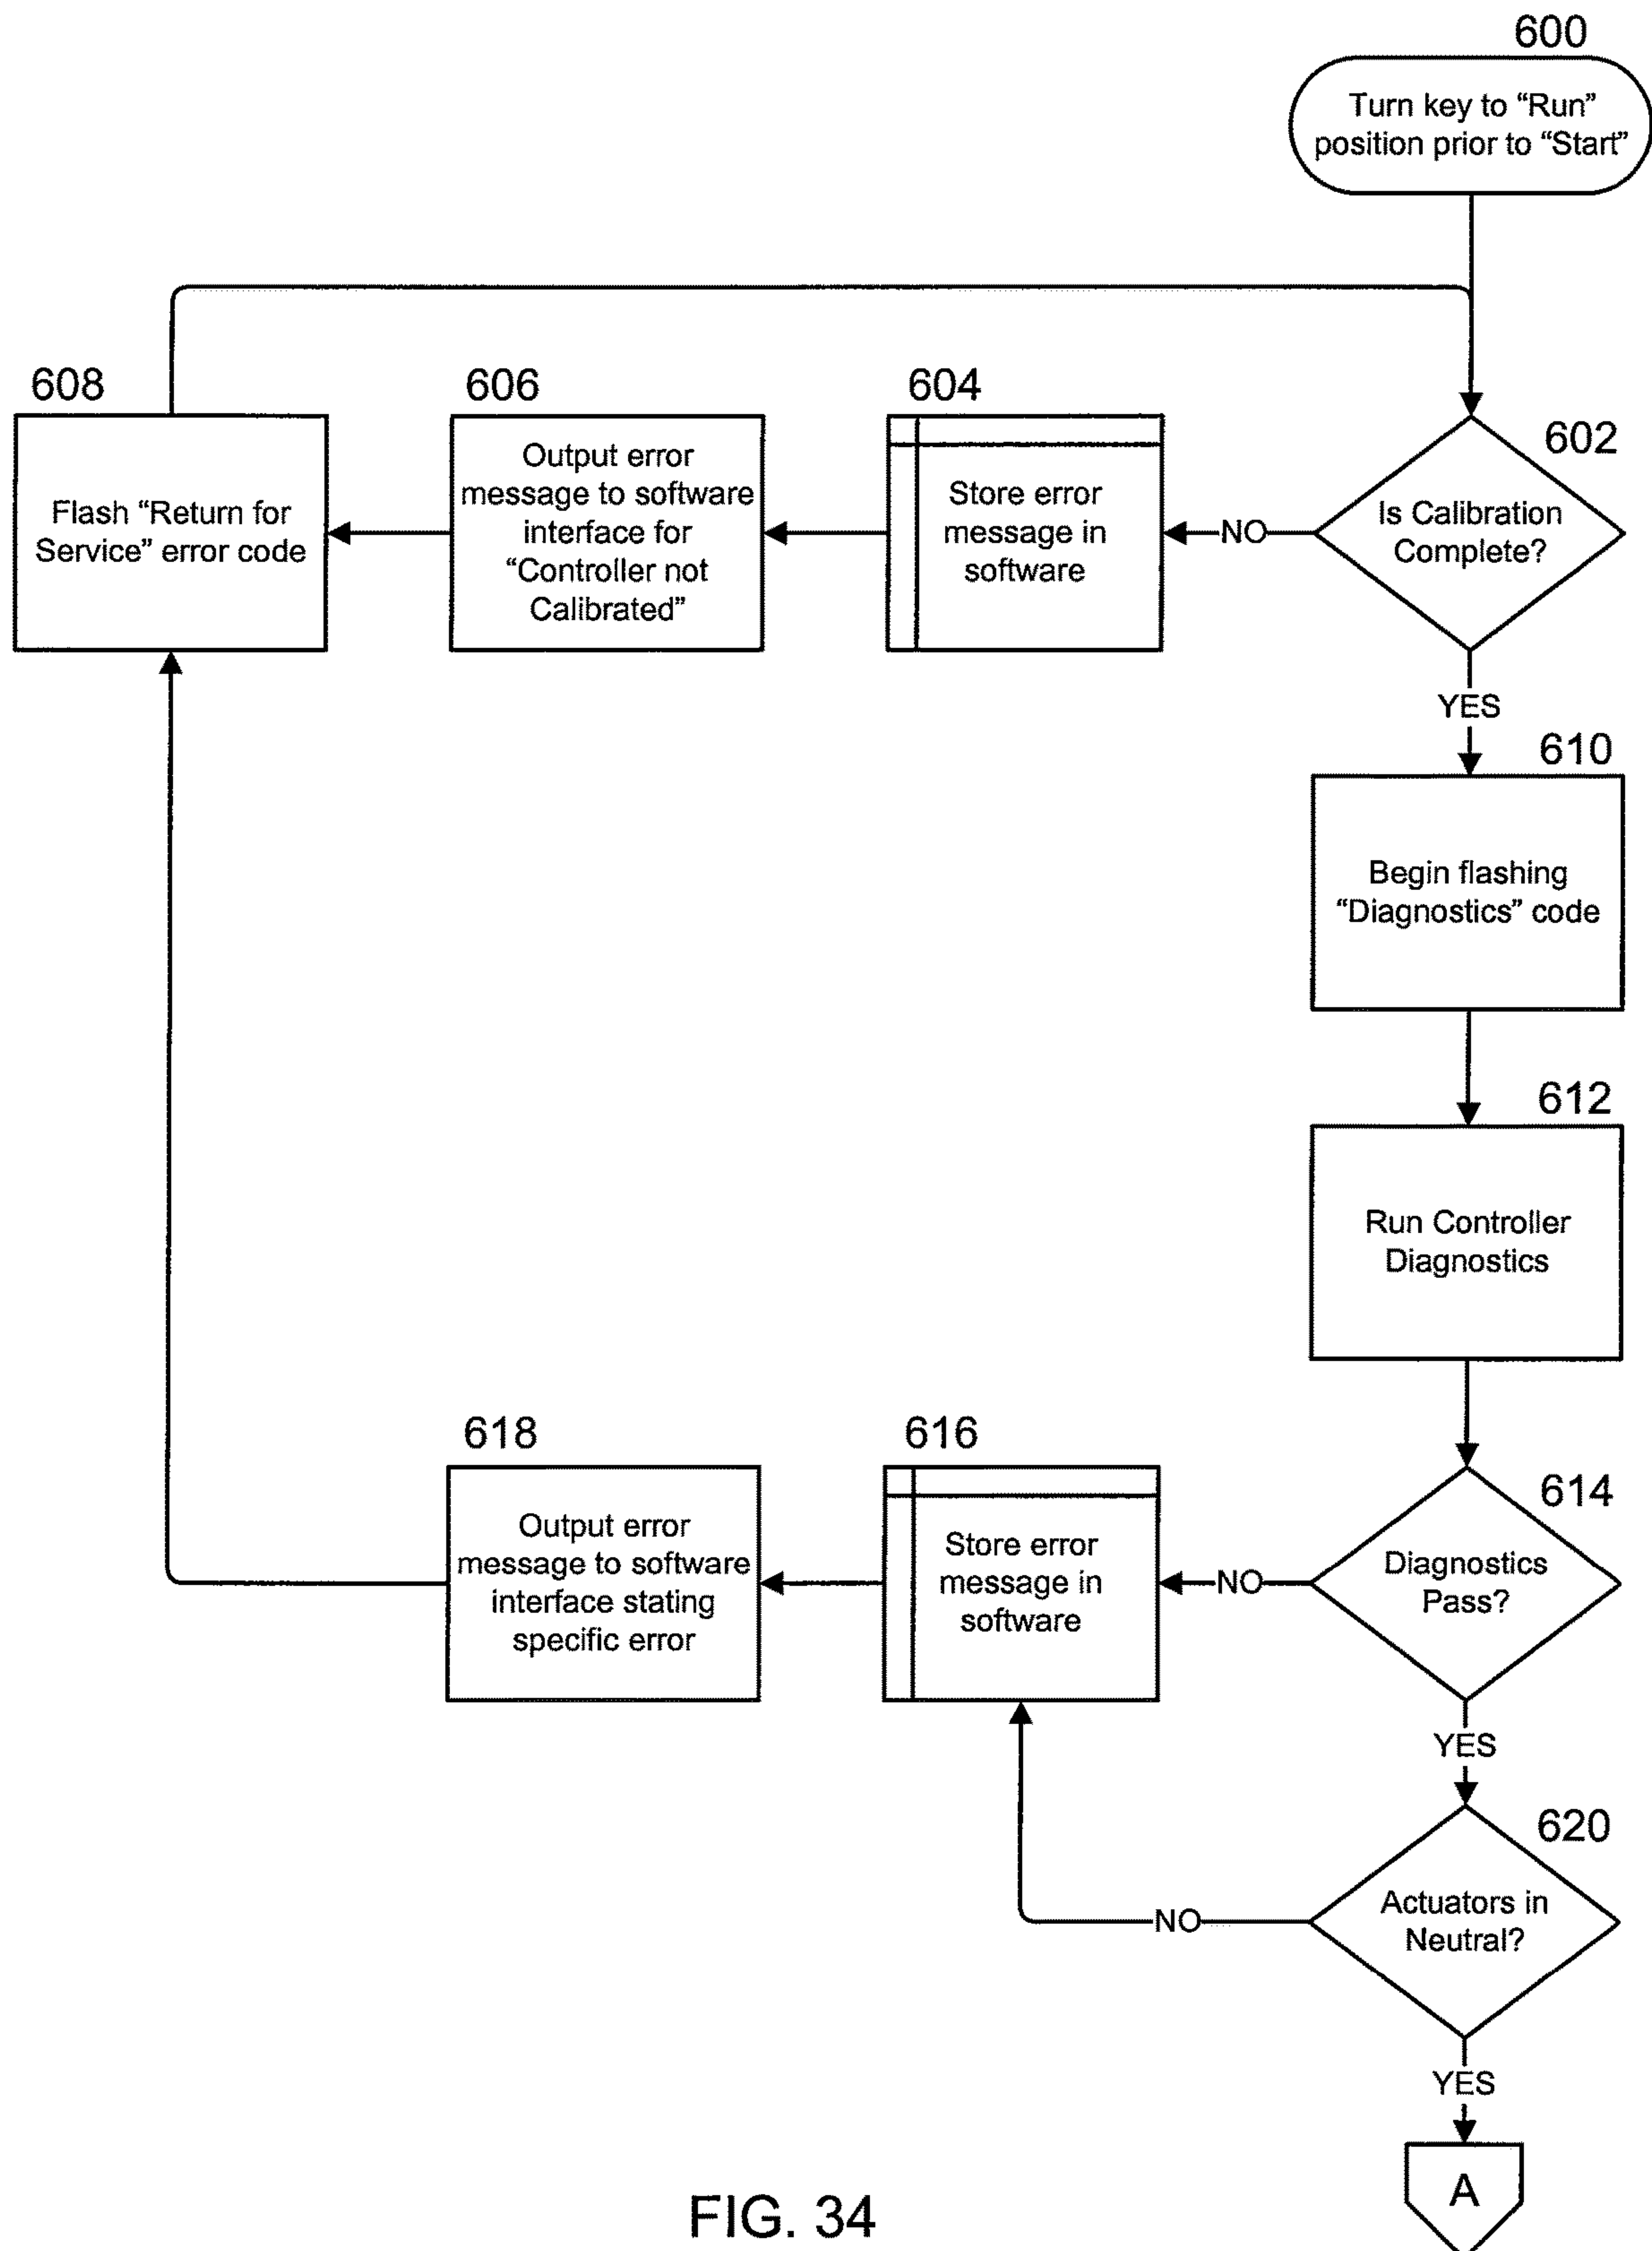 600
Turn key to “Run”
position prior to “Start”
608
606
604
602
Flash “Return for
Service” error code
Output error
message to software
interface for
“Controller not
Calibrated”
Store error
message in
software
NO
Is Calibration
Complete?
YES
610
Begin flashing
“Diagnostics” code
612
Run Controller
Diagnostics
618
616
614
Output error
message to software
interface stating
specific error
Store error
message in
software
NO
Diagnostics
Pass?
YES
620
NO
Actuators in
Neutral?
YES
A
FIG. 34